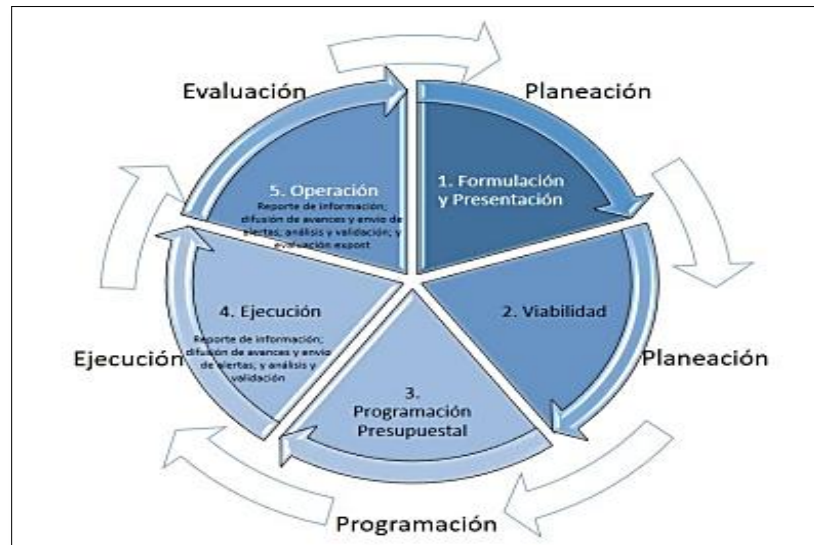 Evaluación
Planeación
5. Operación
Reporte de información;
difusión de avances y envio de
alertas; análisis y validación; y
evaluación expost
1. Formulación
y Presentación
4. Ejecución
Reporte de información;
difusión de avances y envio
de alertas; y análisis y
validación
2. Viabilidad
Ejecución
Planeación
3.
Programación
Presupuestal
Programación